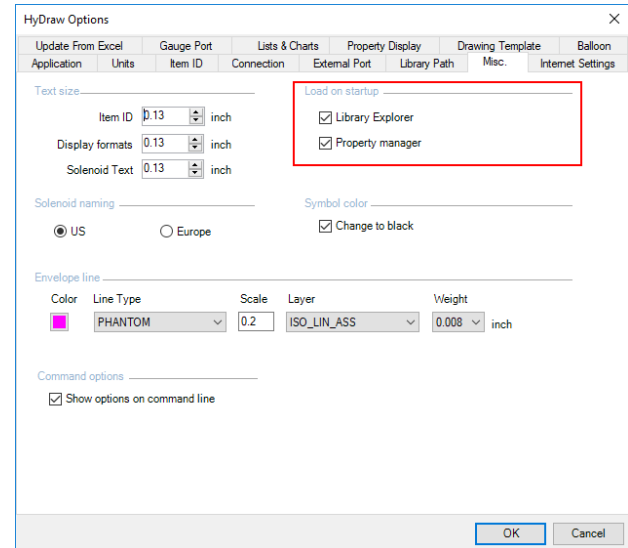 HyDraw Options
Update From Excel Gauge Port Lists & Charts Property Display Drawing Template Balloon
Application Units Item ID Connection External Port Library Path Misc. Internet Settings
Text size Load on startup
Item ID 0.13 inch Library Explorer
Display formats 0.13 inch Property manager
Solenoid Text 0.13 inch
Solenoid naming Symbol color
US Europe Change to black
Envelope line
Color Line Type Scale Layer Weight
PHANTOM 0.2 ISO_LIN_ASS 0.008 inch
Command options
Show options on command line
OK Cancel